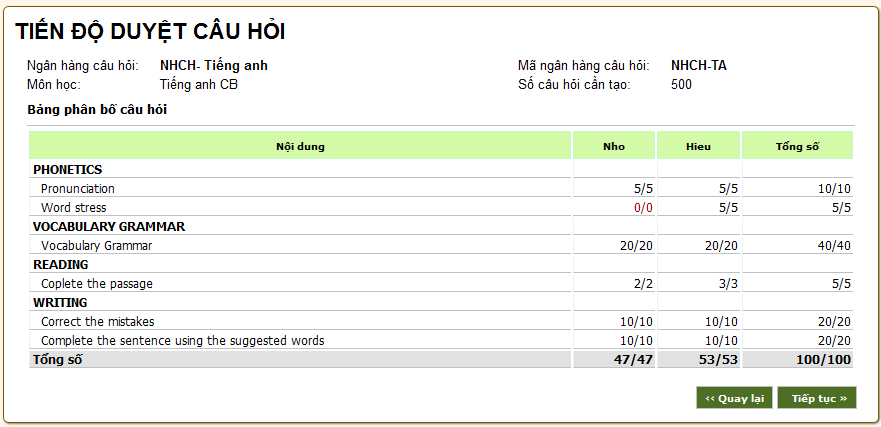 TIẾN ĐỘ DUYỆT CÂU HỎI
Ngân hàng câu hỏi: NHCH- Tiếng anh Mã ngân hàng câu hỏi: NHCH-TA
Môn học: Tiếng anh CB Số câu hỏi cần tạo: 500
Bảng phân bố câu hỏi
Nội dung Nho Hieu Tổng số
PHONETICS
Pronunciation 5/5 5/5 10/10
Word stress 0/0 5/5 5/5
VOCABULARY GRAMMAR
Vocabulary Grammar 20/20 20/20 40/40
READING
Coplete the passage 2/2 3/3 5/5
WRITING
Correct the mistakes 10/10 10/10 20/20
Complete the sentence using the suggested words 10/10 10/10 20/20
Tổng số 47/47 53/53 100/100
‹‹ Quay lại Tiếp tục »